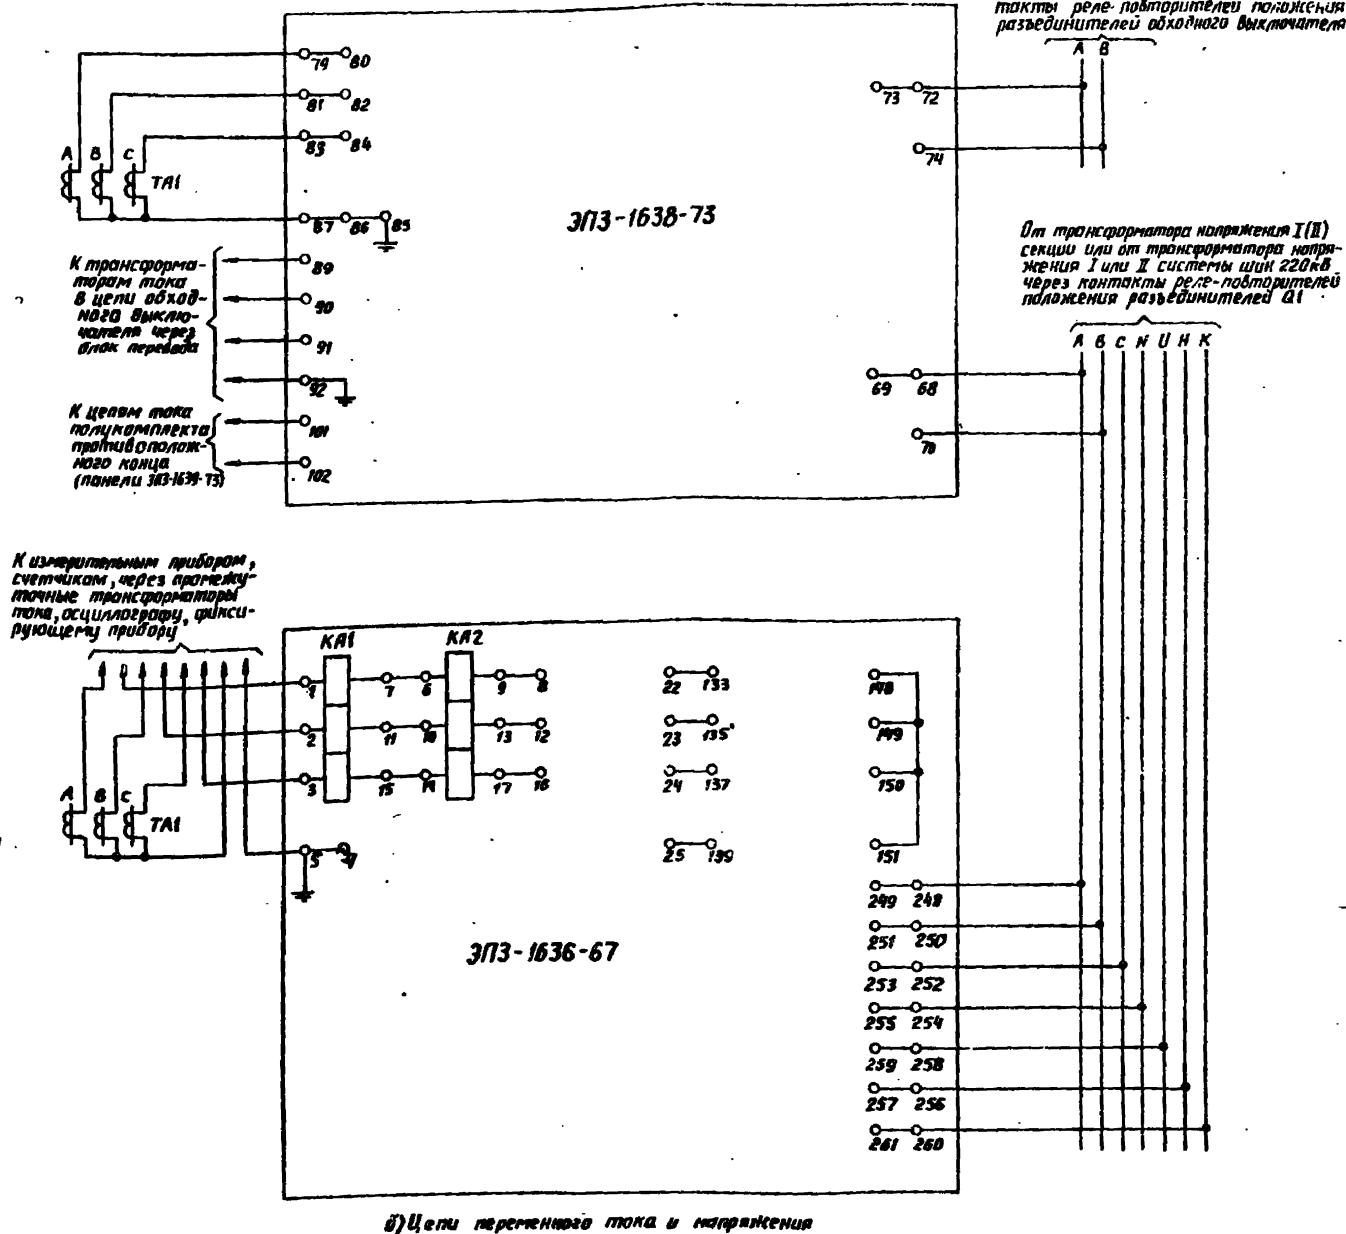 такты реле-повторителей положения
разъединителей обходного выключателя
А В
79 80
81 82
83 84
73 72
74
А В С
ТА1
87 86 85
ЭПЗ-1638-73
От трансформатора напряжения I(II)
секции или от трансформатора напря-
жения I или II системы шин 220кВ
через контакты реле-повторителей
положения разъединителей Q1
А В С N U Н К
К трансформа-
торам тока
в цепи обход-
ного выклю-
чателя через
блок перевода
89
90
91
92
69 68
70
К цепям тока
полукомплекта
противополож-
ного конца
(панели ЭПЗ-1639-73)
101
102
К измерительным приборам,
счетчикам, через промежу-
точные трансформаторы
тока, осциллографу, фикси-
рующему прибору
КА1 КА2
1 7 6 9 8 22 133 148
2 11 10 13 12 23 135 149
3 15 14 17 16 24 137 150
А В С
ТА1
5 25 139 151
249 248
251 250
253 252
255 254
259 258
257 256
261 260
ЭПЗ-1636-67
б) Цепи переменного тока и напряжения